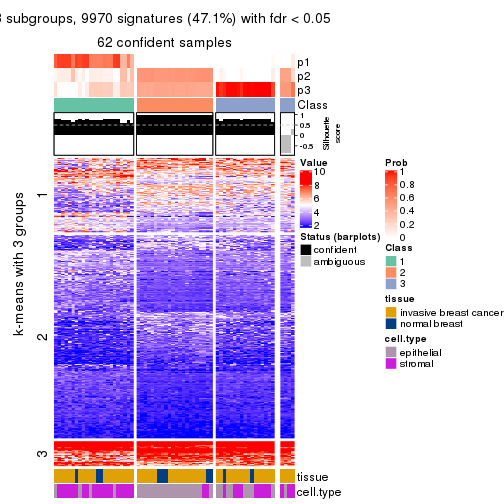 3 subgroups, 9970 signatures (47.1%) with fdr < 0.05
62 confident samples
p1
p2
p3
Class
1
0.5
0
-0.5
Silhouette
score
k-means with 3 groups
1
2
3
tissue
cell.type
Value
10
8
6
4
2
Status (barplots)
confident
ambiguous
Prob
1
0.8
0.6
0.4
0.2
0
Class
1
2
3
tissue
invasive breast cancer
normal breast
cell.type
epithelial
stromal